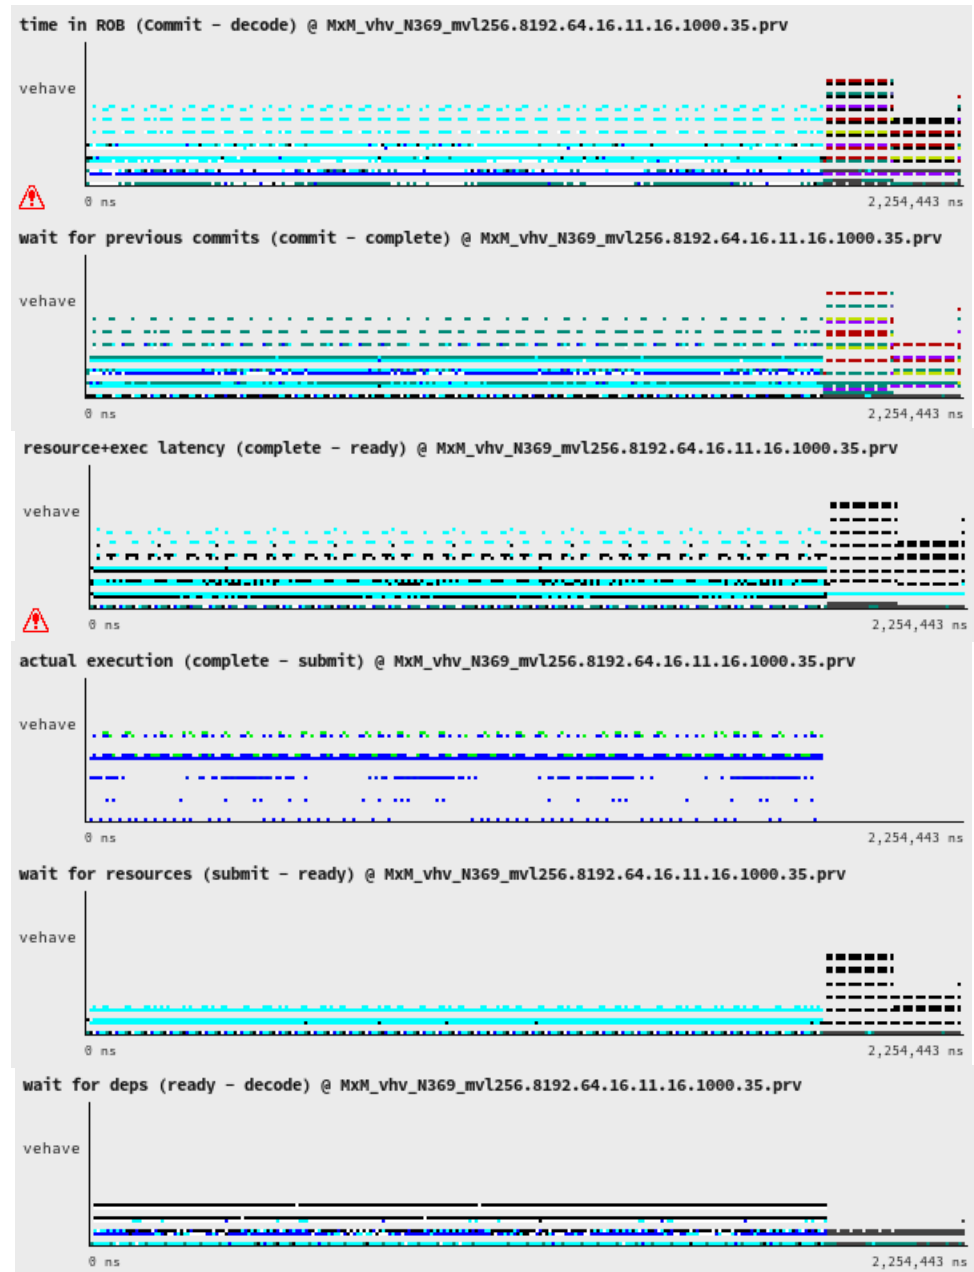 time in ROB (Commit - decode) @ MxM_vhv_N369_mvl256.8192.64.16.11.16.1000.35.prv
vehave
0 ns 2,254,443 ns
wait for previous commits (commit - complete) @ MxM_vhv_N369_mvl256.8192.64.16.11.16.1000.35.prv
vehave
0 ns 2,254,443 ns
resource+exec latency (complete - ready) @ MxM_vhv_N369_mvl256.8192.64.16.11.16.1000.35.prv
vehave
0 ns 2,254,443 ns
actual execution (complete - submit) @ MxM_vhv_N369_mvl256.8192.64.16.11.16.1000.35.prv
vehave
0 ns 2,254,443 ns
wait for resources (submit - ready) @ MxM_vhv_N369_mvl256.8192.64.16.11.16.1000.35.prv
vehave
0 ns 2,254,443 ns
wait for deps (ready - decode) @ MxM_vhv_N369_mvl256.8192.64.16.11.16.1000.35.prv
vehave
0 ns 2,254,443 ns